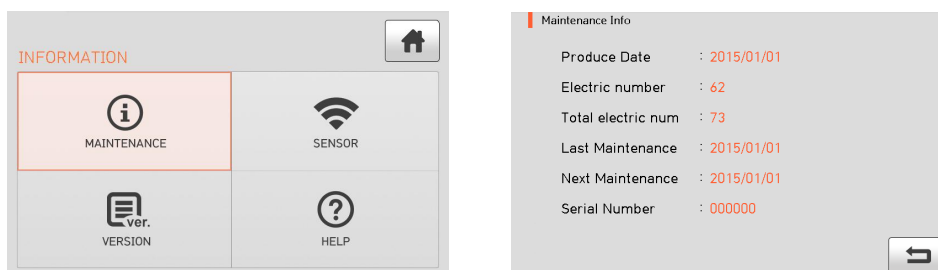 INFORMATION
MAINTENANCE
SENSOR
ver.
VERSION
HELP
Maintenance Info
Produce Date : 2015/01/01
Electric number : 62
Total electric num : 73
Last Maintenance : 2015/01/01
Next Maintenance : 2015/01/01
Serial Number : 000000